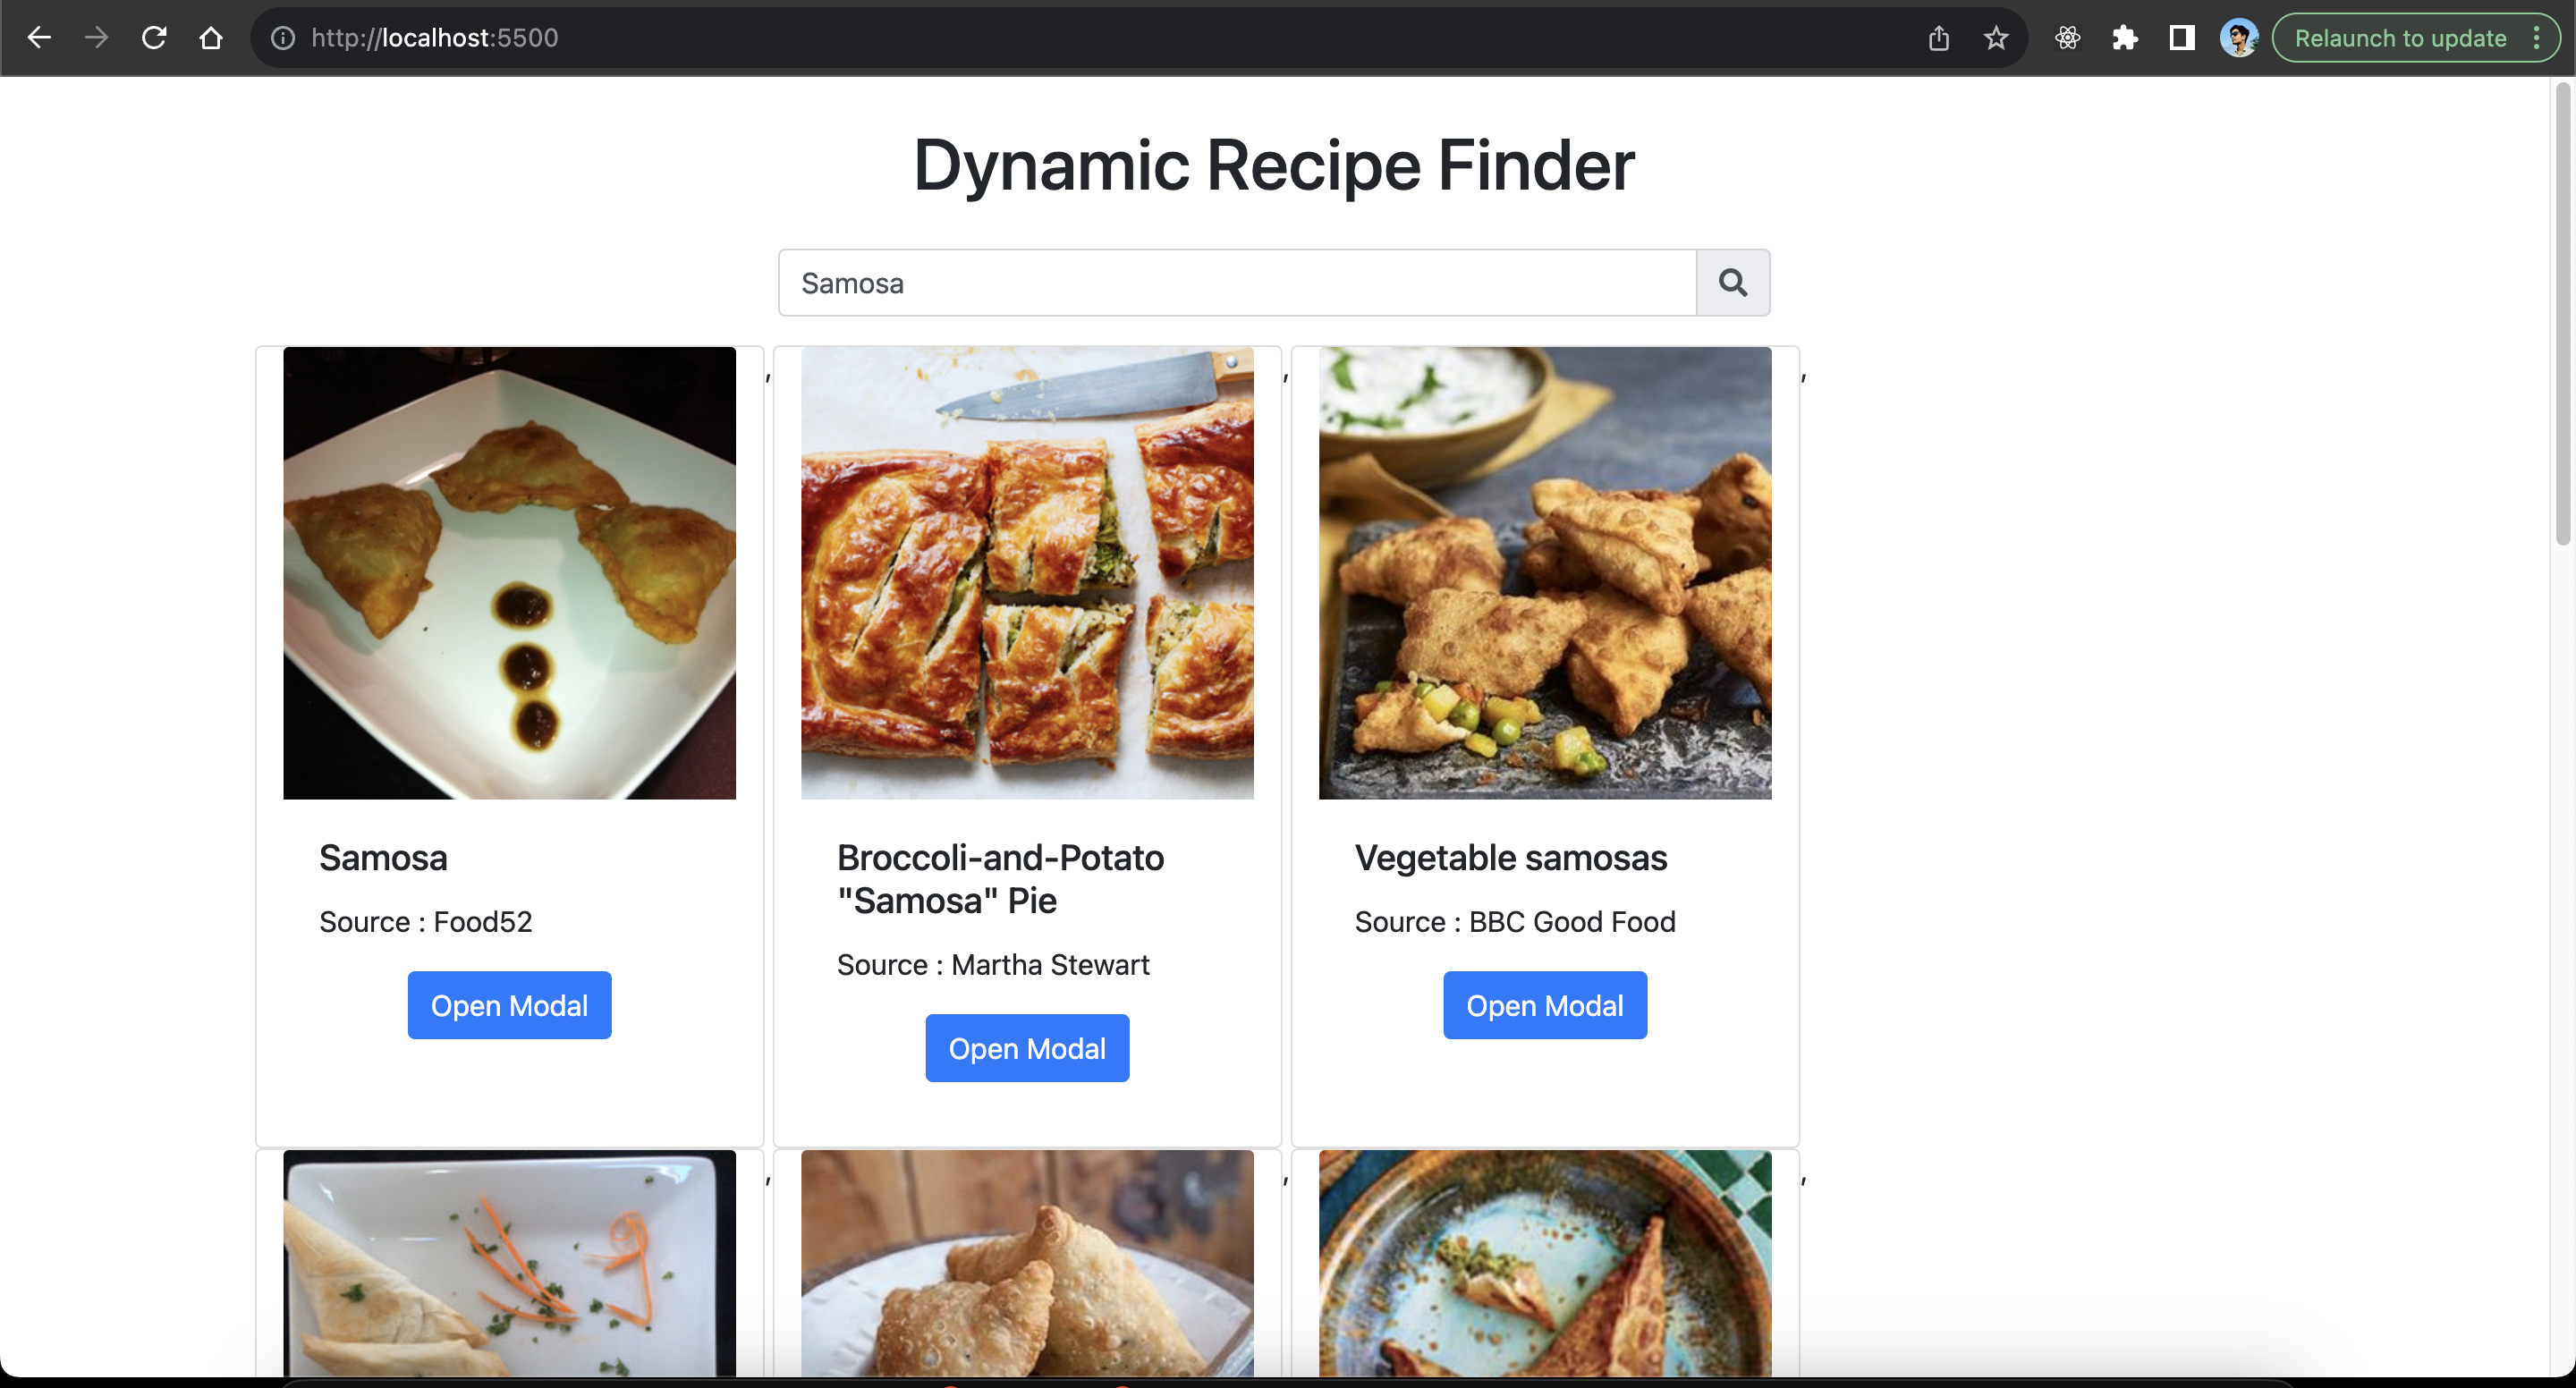 http://localhost:5500
Relaunch to update
Dynamic Recipe Finder
Samosa
,
,
,
Samosa
Source : Food52
Open Modal
Broccoli-and-Potato
"Samosa" Pie
Source : Martha Stewart
Open Modal
Vegetable samosas
Source : BBC Good Food
Open Modal
,
,
,